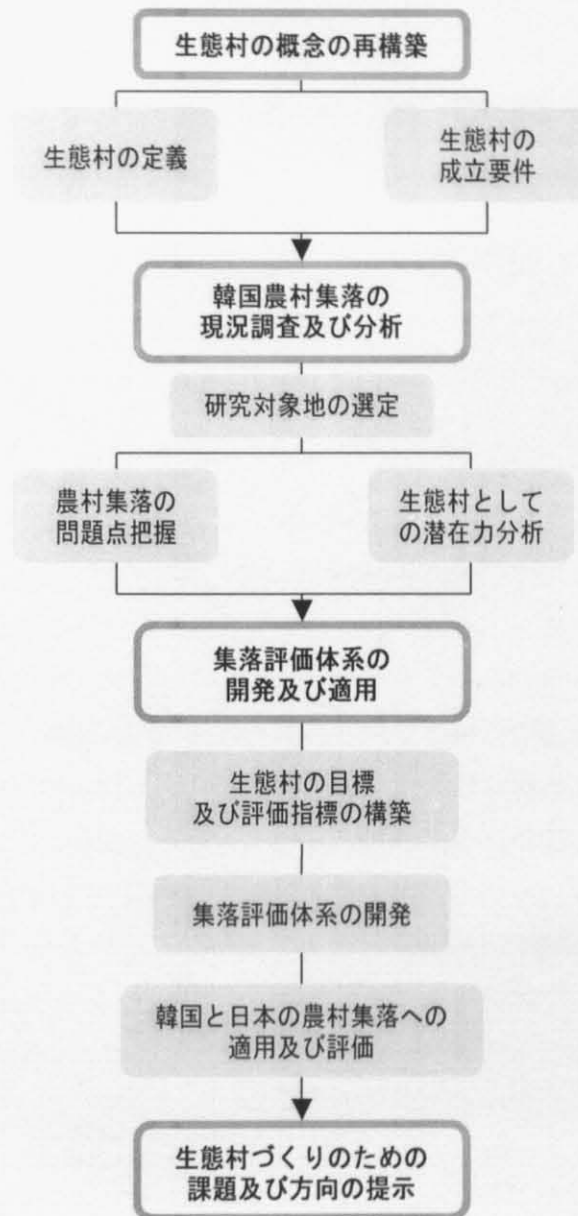 生態村の概念の再構築
生態村の定義
生態村の
成立要件
韓国農村集落の
現況調査及び分析
研究対象地の選定
農村集落の
問題点把握
生態村として
の潜在力分析
集落評価体系の
開発及び適用
生態村の目標
及び評価指標の構築
集落評価体系の開発
韓国と日本の農村集落への
適用及び評価
生態村づくりのための
課題及び方向の提示